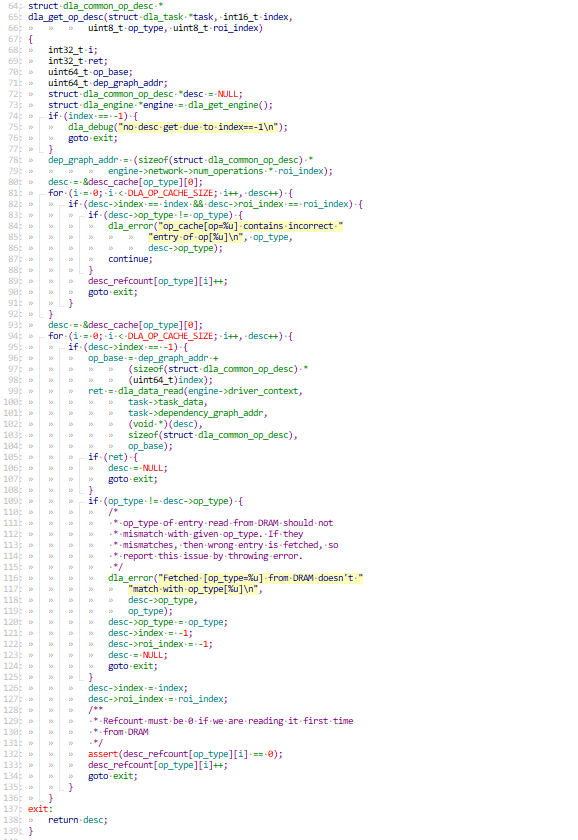 64 struct dla_common_op_desc *
65 dla_get_op_desc(struct dla_task *task, int16_t index,
66 uint8_t op_type, uint8_t roi_index)
67 {
68 int32_t i;
69 int32_t ret;
70 uint64_t op_base;
71 uint64_t dep_graph_addr;
72 struct dla_common_op_desc *desc = NULL;
73 struct dla_engine *engine = dla_get_engine();
74 if (index == -1) {
75 dla_debug("no desc get due to index==-1\n");
76 goto exit;
77 }
78 dep_graph_addr = (sizeof(struct dla_common_op_desc) *
79 engine->network->num_operations * roi_index);
80 desc = &desc_cache[op_type][0];
81 for (i = 0; i < DLA_OP_CACHE_SIZE; i++, desc++) {
82 if (desc->index == index && desc->roi_index == roi_index) {
83 if (desc->op_type != op_type) {
84 dla_error("op_cache[op=%u] contains incorrect "
85 "entry of op[%u]\n", op_type,
86 desc->op_type);
87 continue;
88 }
89 desc_refcount[op_type][i]++;
90 goto exit;
91 }
92 }
93 desc = &desc_cache[op_type][0];
94 for (i = 0; i < DLA_OP_CACHE_SIZE; i++, desc++) {
95 if (desc->index == -1) {
96 op_base = dep_graph_addr +
97 (sizeof(struct dla_common_op_desc) *
98 (uint64_t)index);
99 ret = dla_data_read(engine->driver_context,
100 task->task_data,
101 task->dependency_graph_addr,
102 (void *)(desc),
103 sizeof(struct dla_common_op_desc),
104 op_base);
105 if (ret) {
106 desc = NULL;
107 goto exit;
108 }
109 if (op_type != desc->op_type) {
110 /*
111 * op_type of entry read from DRAM should not
112 * mismatch with given op_type. If they
113 * mismatches, then wrong entry is fetched, so
114 * report this issue by throwing error.
115 */
116 dla_error("Fetched [op_type=%u] from DRAM doesn't "
117 "match with op_type[%u]\n",
118 desc->op_type,
119 op_type);
120 desc->op_type = op_type;
121 desc->index = -1;
122 desc->roi_index = -1;
123 desc = NULL;
124 goto exit;
125 }
126 desc->index = index;
127 desc->roi_index = roi_index;
128 /**
129 * Refcount must be 0 if we are reading it first time
130 * from DRAM
131 */
132 assert(desc_refcount[op_type][i] == 0);
133 desc_refcount[op_type][i]++;
134 goto exit;
135 }
136 }
137 exit:
138 return desc;
139 }